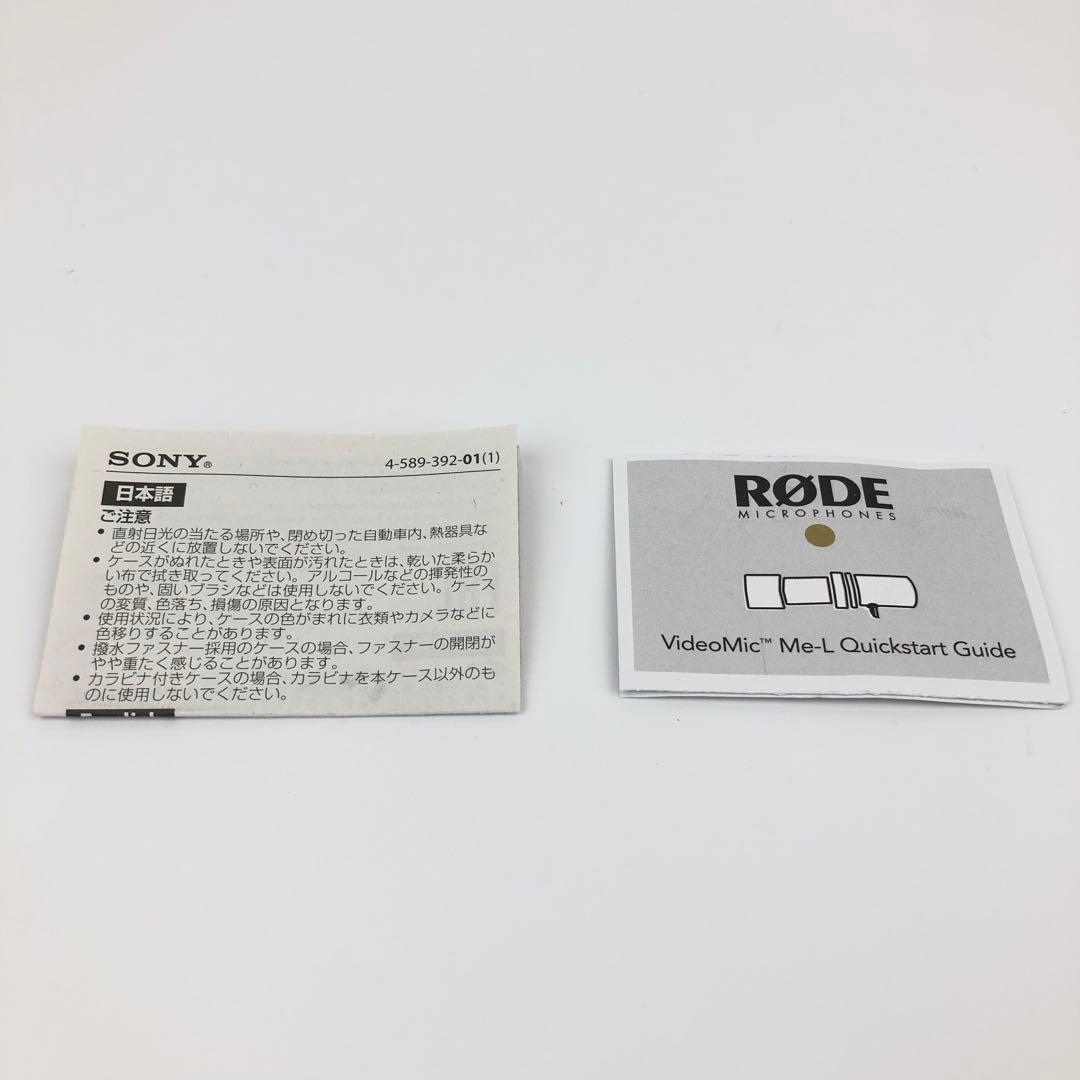 SONY®
4-589-392-01(1)
日本語
ご注意
• 直射日光の当たる場所や、閉め切った自動車内、熱器具な
どの近くに放置しないでください。
• ケースがぬれたときや表面が汚れたときは、乾いた柔らか
い布で拭き取ってください。アルコールなどの揮発性の
ものや、固いブラシなどは使用しないでください。ケース
の変質、色落ち、損傷の原因となります。
• 使用状況により、ケースの色がまれに衣類やカメラなどに
色移りすることがあります。
• 撥水ファスナー採用のケースの場合、ファスナーの開閉が
やや重たく感じることがあります。
• カラビナ付きケースの場合、カラビナを本ケース以外のも
のに使用しないでください。
RØDE
MICROPHONES
VideoMic™ Me-L Quickstart Guide